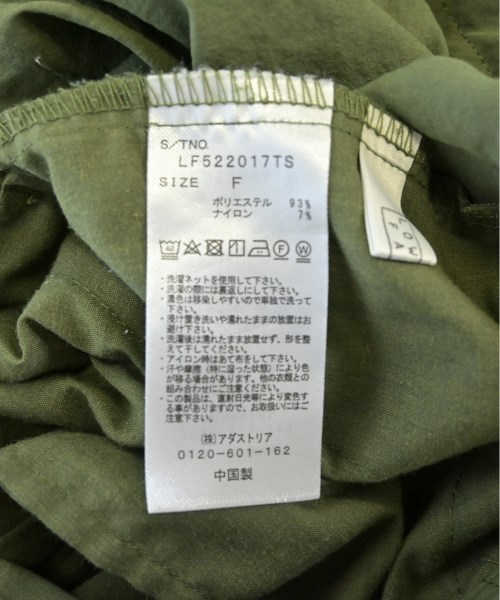 S/TNO.
LF522017TS
SIZE F
ポリエステル 93%
ナイロン 7%
・洗濯ネットを使用して下さい。
・洗濯の際には裏返しにして下さい。
・濃色は移染しやすいので単独で洗って
下さい。
・浸け置き洗いや濡れたままの放置はお
避け下さい。
・洗濯後は濡れたまま放置せず、形を整
えて干してください。
・アイロン時はあて布をして下さい。
・汗や摩擦（特に湿った状態）により色
が移る場合があります。他の衣類との
組み合わせにご注意ください。
・この製品は、直射日光等により変色す
る事がありますので、お取扱いにはご
注意下さい。
(株)アダストリア
0120-601-162
中国製
LOW
FA